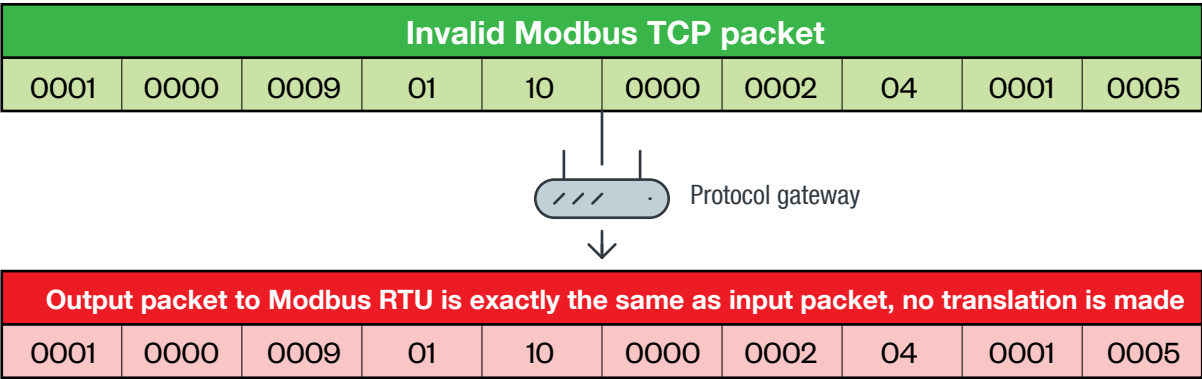 Invalid Modbus TCP packet
0001 0000 0009 01 10 0000 0002 04 0001 0005
Protocol gateway
Output packet to Modbus RTU is exactly the same as input packet, no translation is made
0001 0000 0009 01 10 0000 0002 04 0001 0005